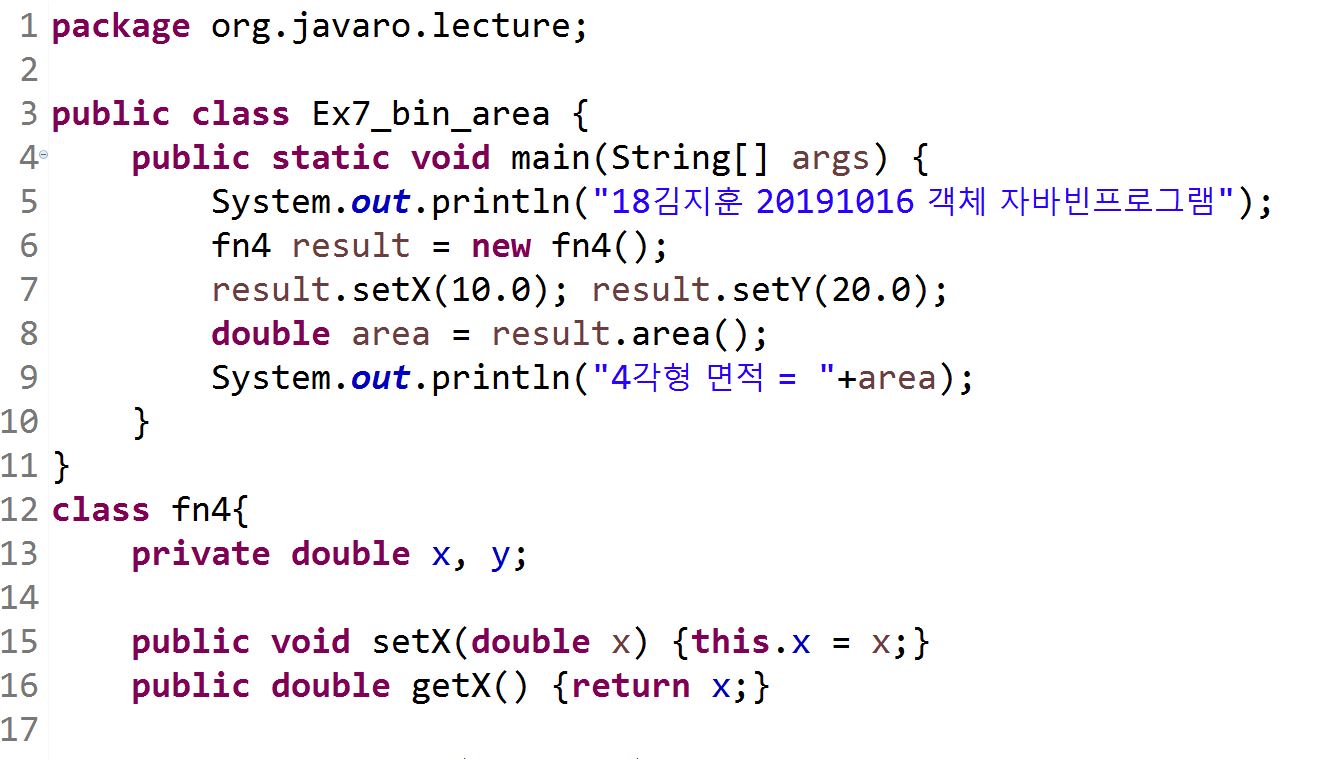 1 package org.javaro.lecture;
2
3 public class Ex7_bin_area {
4     public static void main(String[] args) {
5         System.out.println("18김지훈 20191016 객체 자바빈프로그램");
6         fn4 result = new fn4();
7         result.setX(10.0); result.setY(20.0);
8         double area = result.area();
9         System.out.println("4각형 면적 = "+area);
10     }
11 }
12 class fn4{
13     private double x, y;
14
15     public void setX(double x) {this.x = x;}
16     public double getX() {return x;}
17